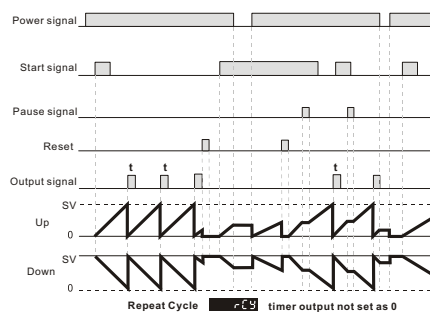 Power signal
Start signal
Pause signal
Reset
t t t
Output signal
SV
Up
0
SV
Down
0
Repeat Cycle rCY timer output not set as 0